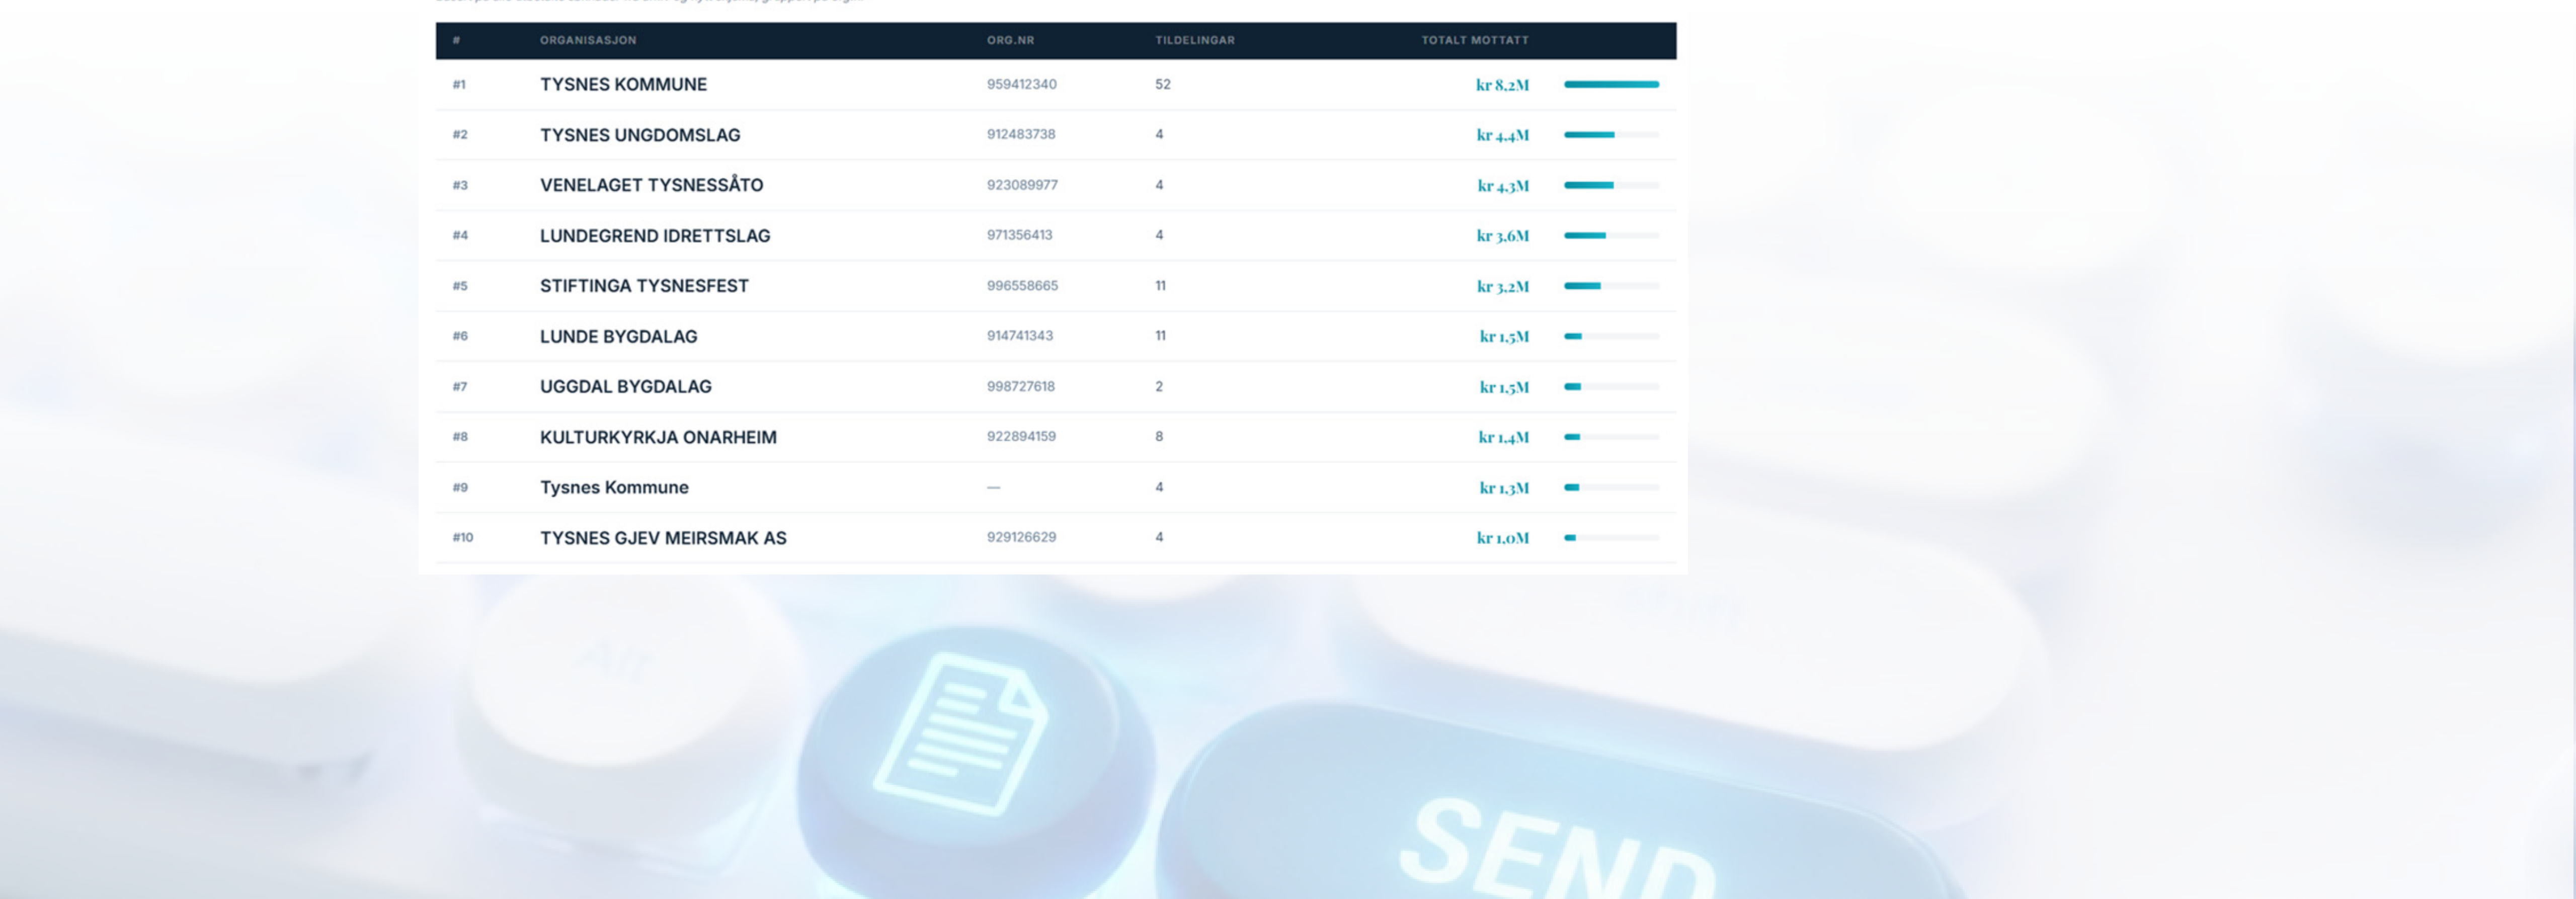 # ORGANISASJON ORG.NR TILDELINGAR TOTALT MOTTATT
#1 TYSNES KOMMUNE 959412340 52 kr 8,2M
#2 TYSNES UNGDOMSLAG 912483738 4 kr 4,4M
#3 VENELAGET TYSNESSÅTO 923089977 4 kr 4,3M
#4 LUNDEGREND IDRETTSLAG 971356413 4 kr 3,6M
#5 STIFTINGA TYSNESFEST 996558665 11 kr 3,2M
#6 LUNDE BYGDALAG 914741343 11 kr 1,5M
#7 UGGDAL BYGDALAG 998727618 2 kr 1,5M
#8 KULTURKYRKJA ONARHEIM 922894159 8 kr 1,4M
#9 Tysnes Kommune — 4 kr 1,3M
#10 TYSNES GJEV MEIRSMAK AS 929126629 4 kr 1,0M
SEND